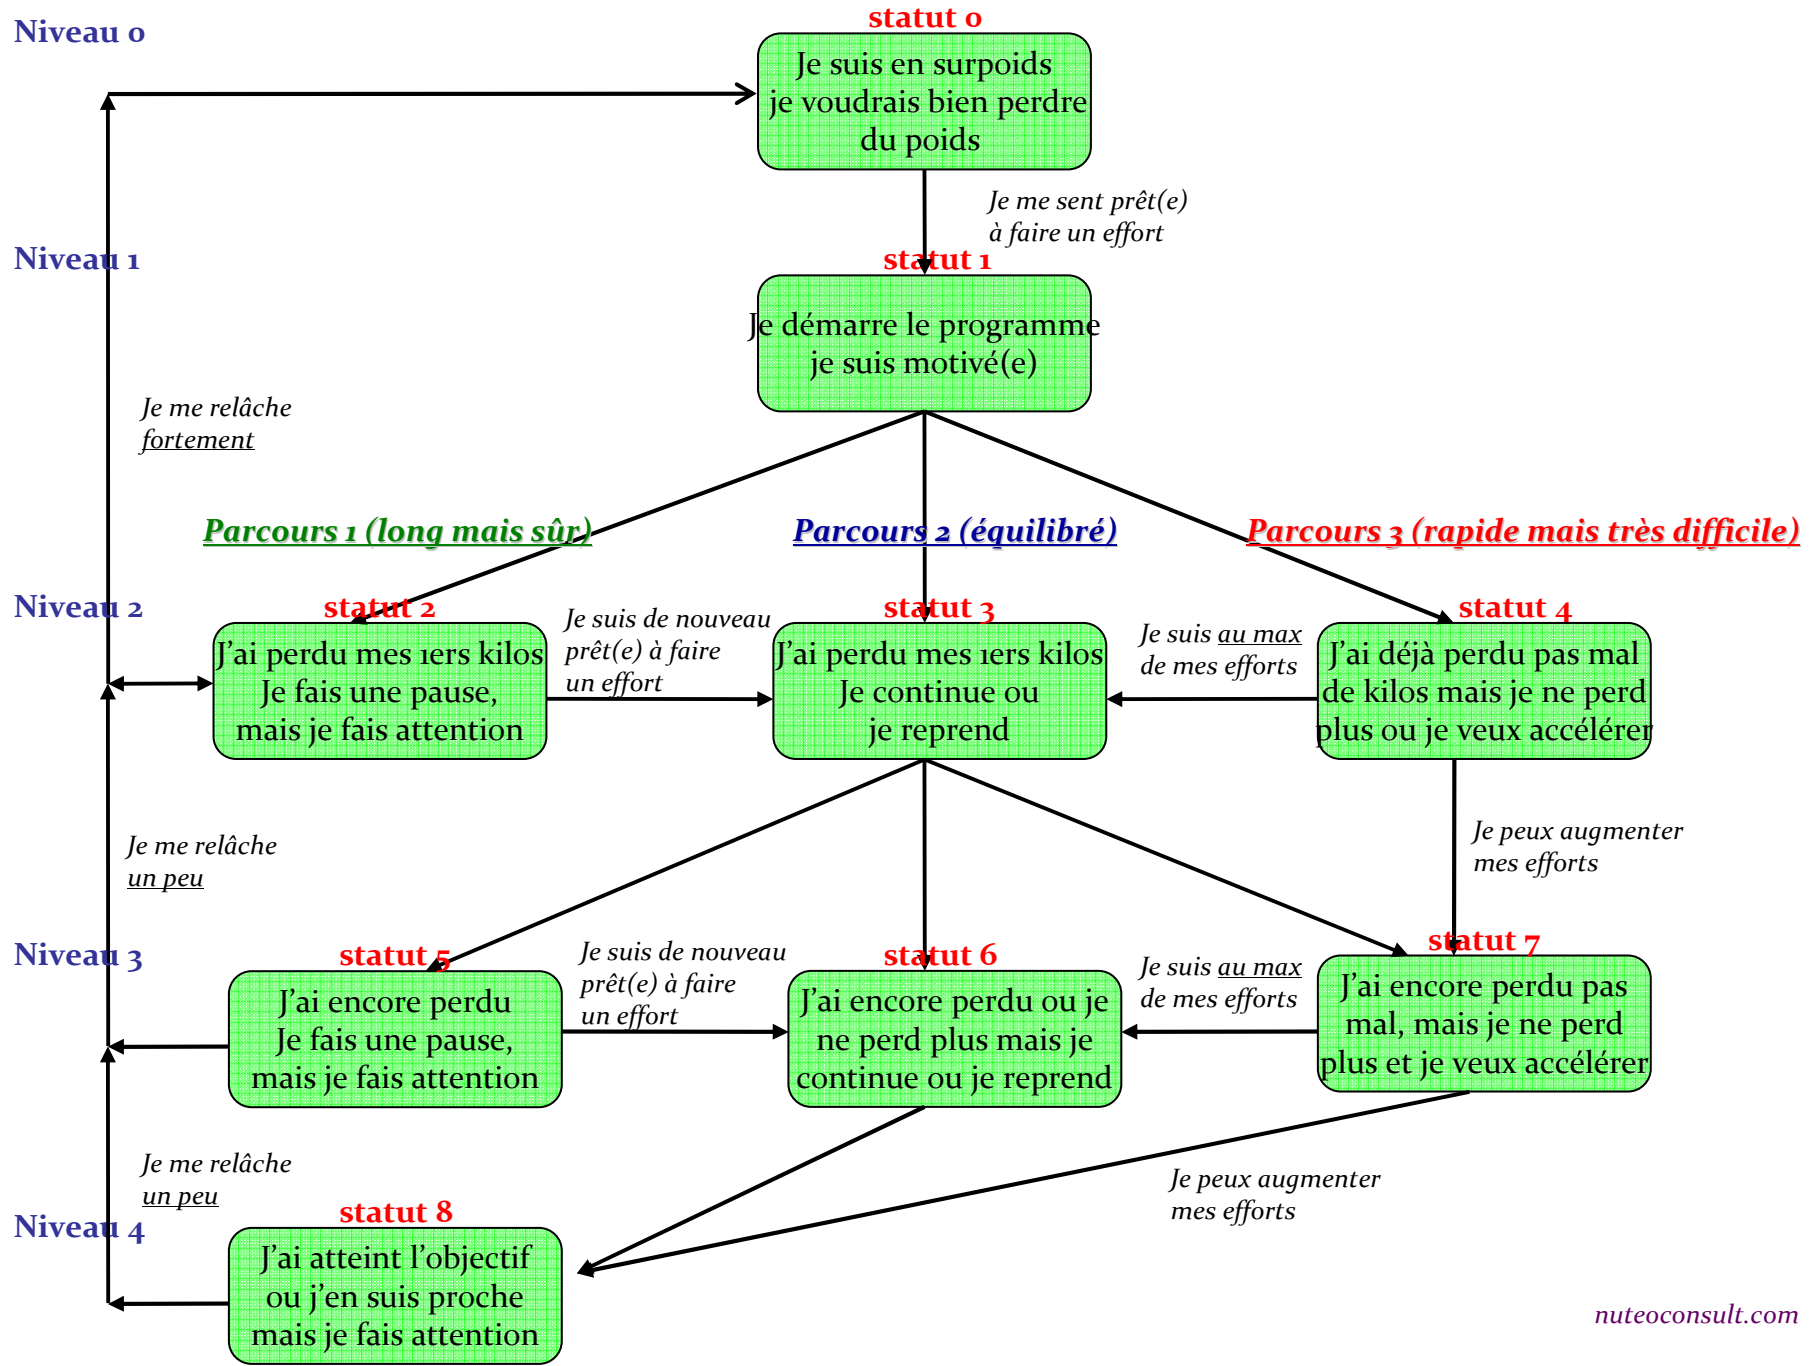 Niveau 0
statut 0
Je suis en surpoids
je voudrais bien perdre
du poids
Je me sent prêt(e)
à faire un effort
Niveau 1
statut 1
Je démarre le programme
je suis motivé(e)
Je me relâche
fortement
Parcours 1 (long mais sûr)
Parcours 2 (équilibré)
Parcours 3 (rapide mais très difficile)
Niveau 2
statut 2
J'ai perdu mes 1ers kilos
Je fais une pause,
mais je fais attention
Je suis de nouveau
prêt(e) à faire
un effort
statut 3
J'ai perdu mes 1ers kilos
Je continue ou
je reprend
Je suis au max
de mes efforts
statut 4
J'ai déjà perdu pas mal
de kilos mais je ne perd
plus ou je veux accélérer
Je me relâche
un peu
Je peux augmenter
mes efforts
Niveau 3
statut 5
J'ai encore perdu
Je fais une pause,
mais je fais attention
Je suis de nouveau
prêt(e) à faire
un effort
statut 6
J'ai encore perdu ou je
ne perd plus mais je
continue ou je reprend
Je suis au max
de mes efforts
statut 7
J'ai encore perdu pas
mal, mais je ne perd
plus et je veux accélérer
Je me relâche
un peu
Je peux augmenter
mes efforts
Niveau 4
statut 8
J'ai atteint l'objectif
ou j'en suis proche
mais je fais attention
nuteoconsult.com